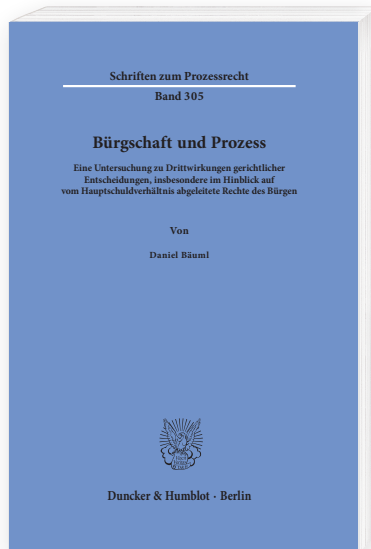 Schriften zum Prozessrecht
Band 305
Bürgschaft und Prozess
Eine Untersuchung zu Drittwirkungen gerichtlicher
Entscheidungen, insbesondere im Hinblick auf
vom Hauptschuldverhältnis abgeleitete Rechte des Bürgen
Von
Daniel Bäuml
Duncker & Humblot · Berlin